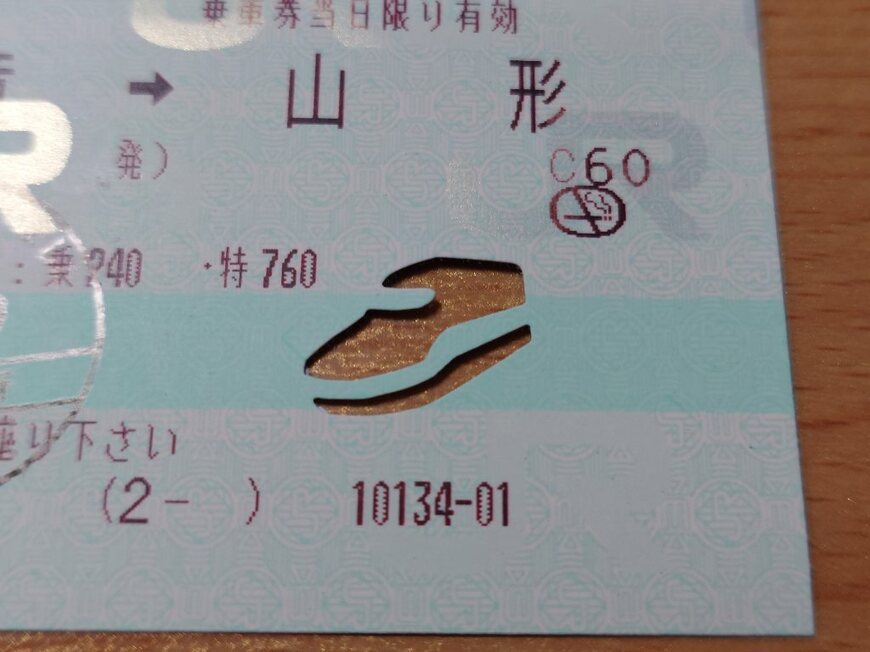 乗車券当日限り有効
➡ 山形
発) C60
:乗240 ・特760
座り下さい
(2- ) 10134-01